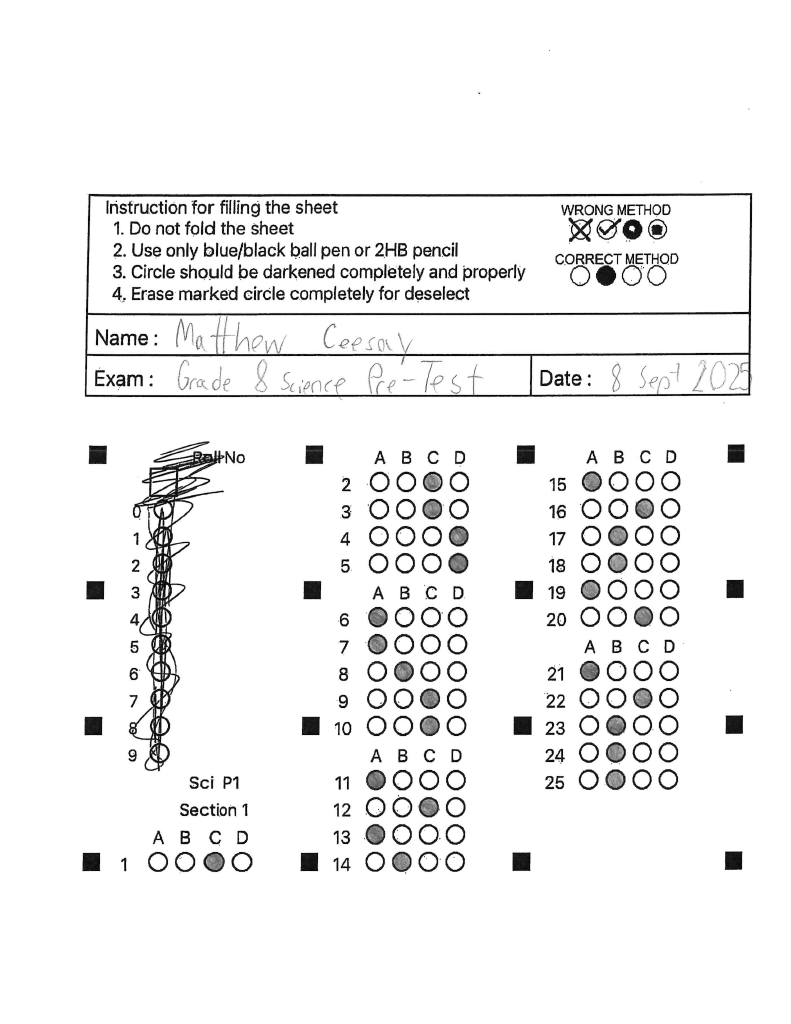 Instruction for filling the sheet
1. Do not fold the sheet
2. Use only blue/black ball pen or 2HB pencil
3. Circle should be darkened completely and properly
4. Erase marked circle completely for deselect
WRONG METHOD
CORRECT METHOD
Name : Matthew Ceesay
Exam : Grade 8 Science Pre-Test
Date : 8 Sept 2025
Roll No
0
1
2
3
4
5
6
7
8
9
Sci P1
Section 1
A B C D
1
A B C D
2
3
4
5
A B C D
6
7
8
9
10
A B C D
11
12
13
14
A B C D
15
16
17
18
19
20
A B C D
21
22
23
24
25